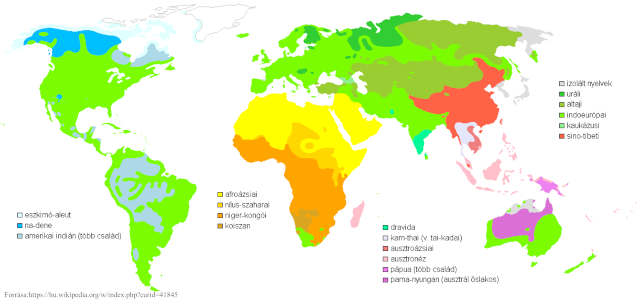 izolált nyelvek
uráli
altaji
indoeurópai
kaukázusi
sino-tibeti
afroázsiai
nílus-szaharai
niger-kongói
koiszan
eszkimó-aleut
na-dene
amerikai indián (több család)
dravida
kam-thai (v. tai-kadai)
ausztroázsiai
ausztronéz
pápua (több család)
pama-nyungan (ausztrál őslakos)
Forrása:https://hu.wikipedia.org/w/index.php?curid=41845